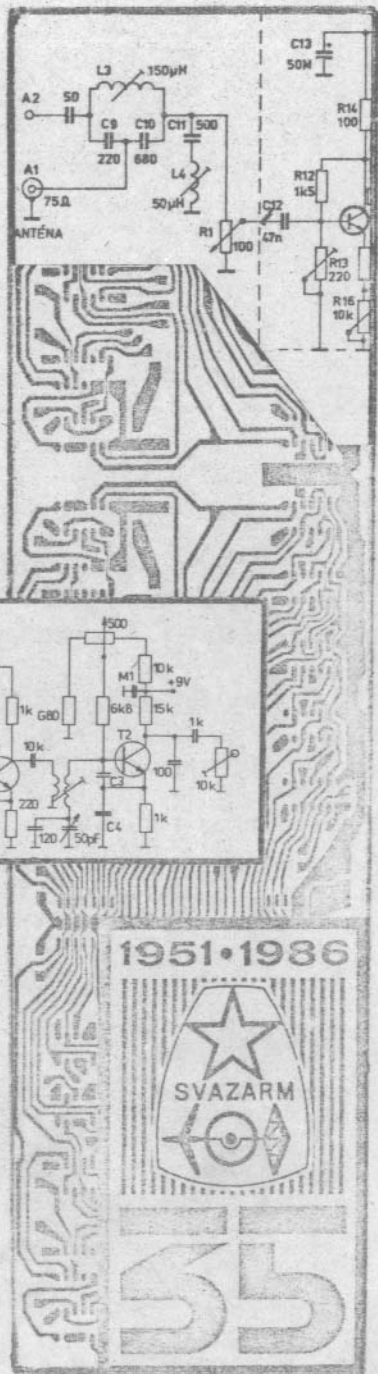 C13
50M
L3 150µH
A2 50
R14
100
C9 C10 C11 500
220 680
R12
1k5
A1
L4
75Ω
50µH
C12
ANTÉNA
R1 100
47n
R13
220
R16
10k
500
10k
M1
+9V
1k G80 6k8 15k
T2 1k
10k
C3 100
10k
220
120 50pF C4 1k
1951•1986
SVAZARM
35